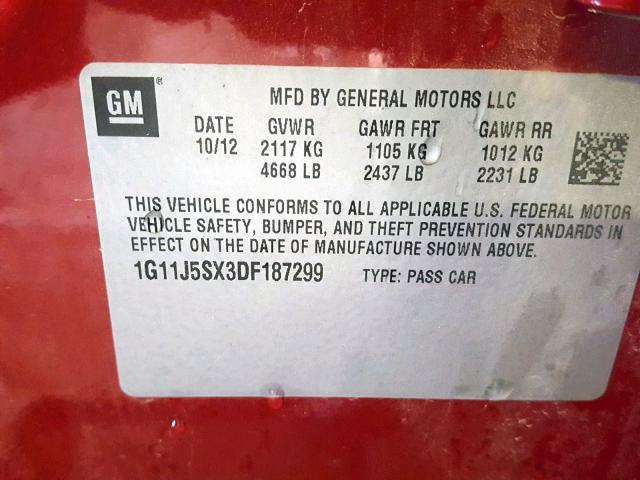 GM ®
MFD BY GENERAL MOTORS LLC
DATE GVWR GAWR FRT GAWR RR
10/12 2117 KG 1105 KG 1012 KG
4668 LB 2437 LB 2231 LB
THIS VEHICLE CONFORMS TO ALL APPLICABLE U.S. FEDERAL MOTOR
VEHICLE SAFETY, BUMPER, AND THEFT PREVENTION STANDARDS IN
EFFECT ON THE DATE OF MANUFACTURE SHOWN ABOVE.
1G11J5SX3DF187299 TYPE: PASS CAR